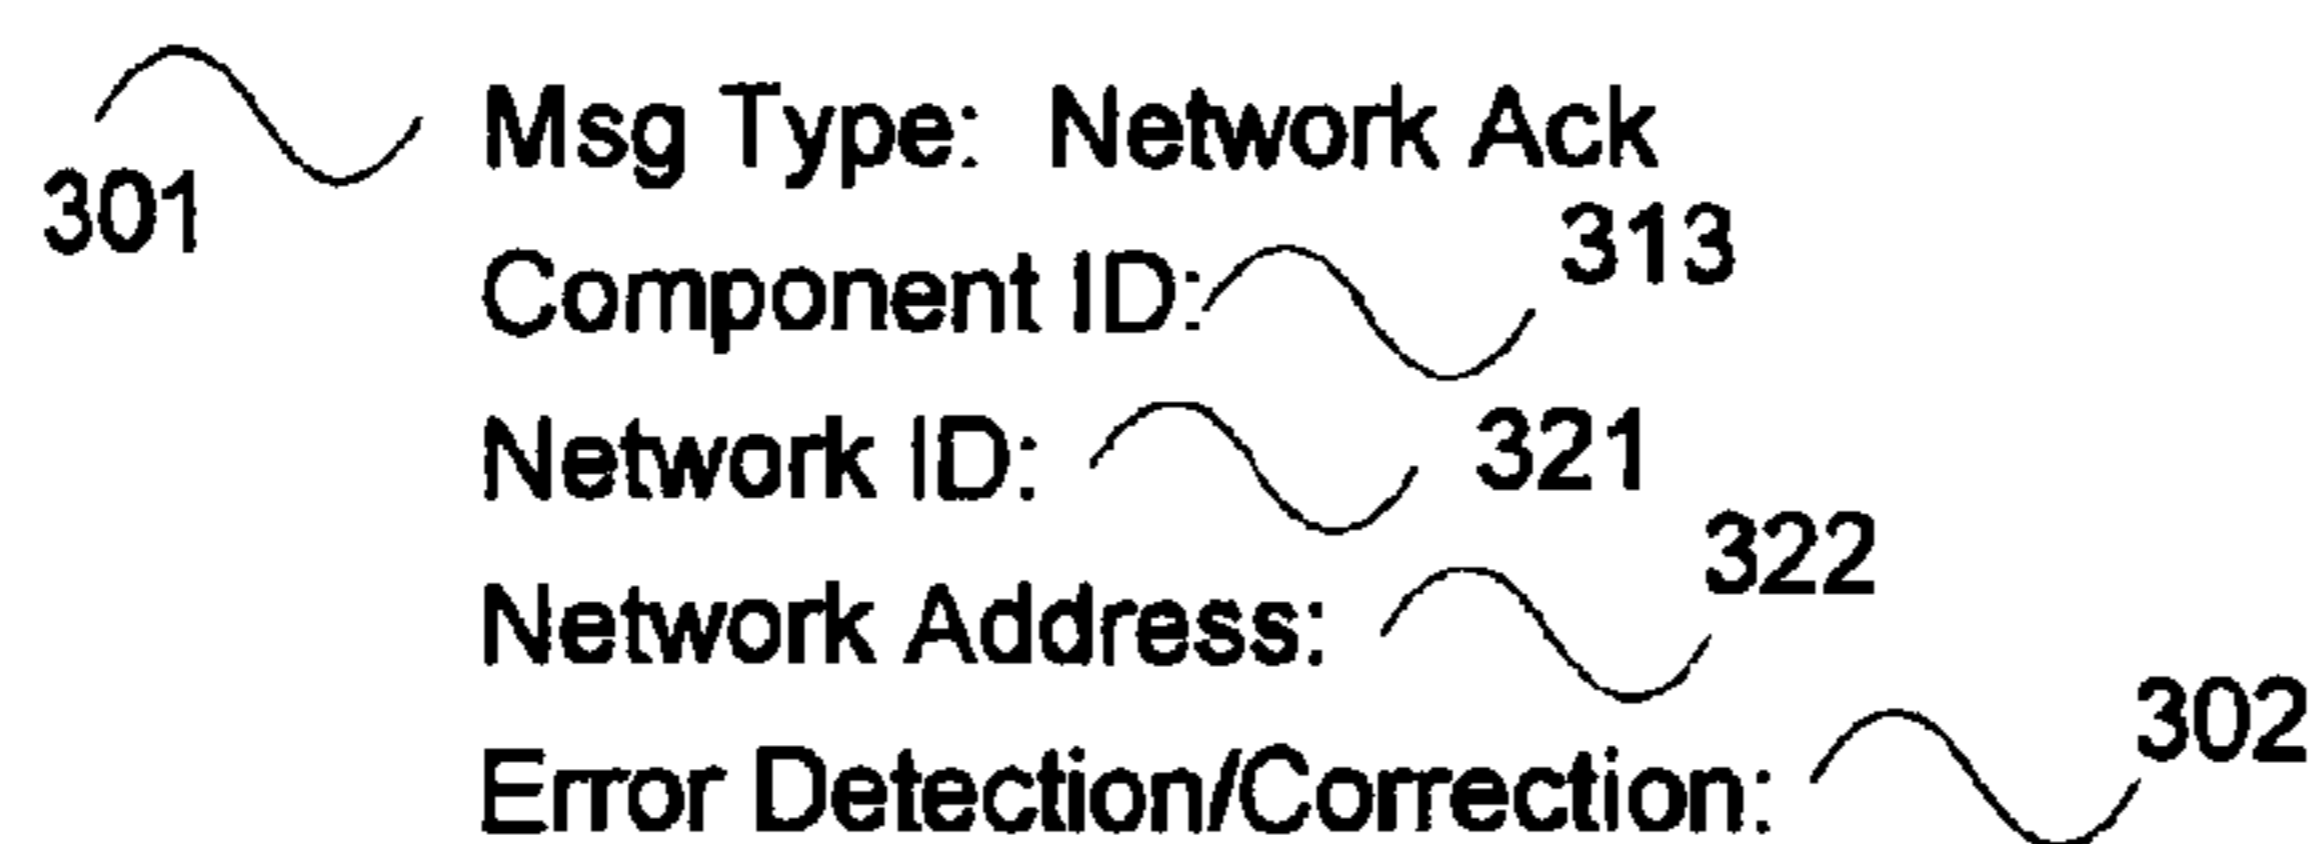 Msg Type: Network Ack
301
313
Component ID:
Network ID: 321
322
Network Address:
302
Error Detection/Correction: